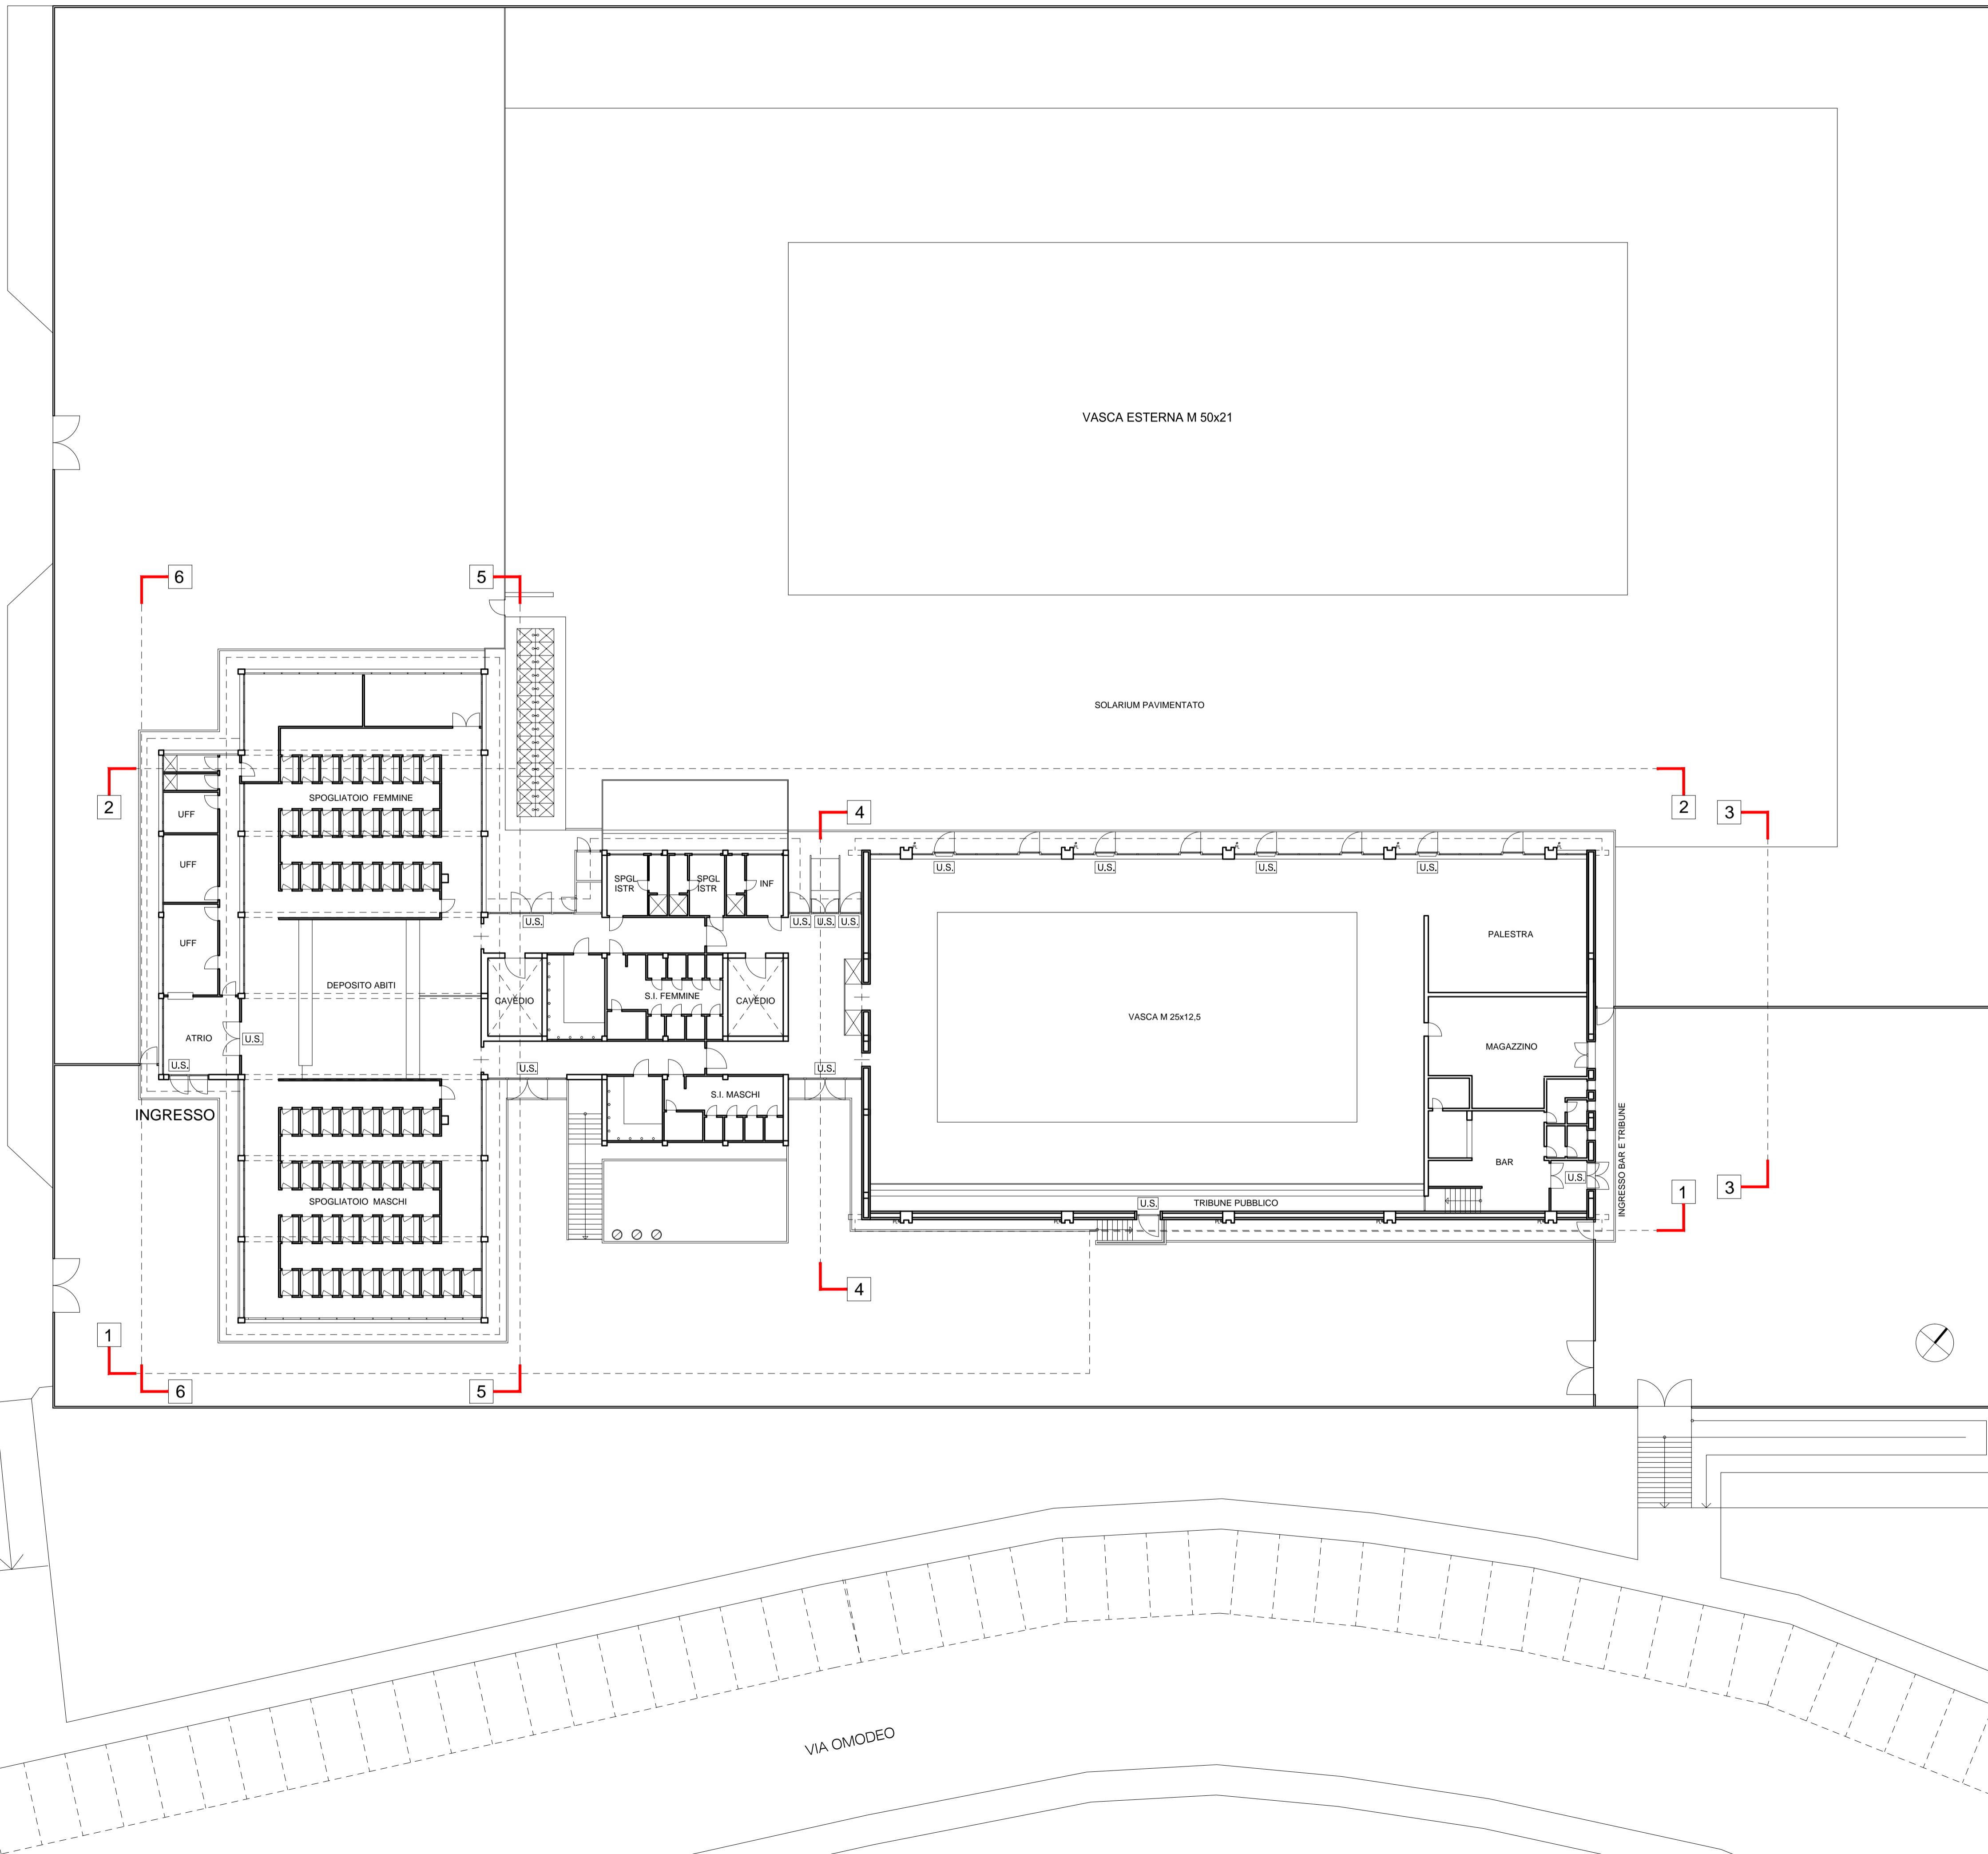 VASCA ESTERNA M 50x21
6
5
SOLARIUM PAVIMENTATO
2
4
2
3
SPOGLIATOIO FEMMINE
UFF
UFF
UFF
SPGL
ISTR
SPGL
ISTR
INF
U.S.
U.S.
U.S.
U.S.
U.S.
U.S.
U.S.
U.S.
PALESTRA
DEPOSITO ABITI
CAVEDIO
S.I. FEMMINE
CAVEDIO
VASCA M 25x12,5
ATRIO
U.S.
U.S.
U.S.
U.S.
MAGAZZINO
S.I. MASCHI
INGRESSO
INGRESSO BAR E TRIBUNE
BAR
U.S.
SPOGLIATOIO MASCHI
U.S.
TRIBUNE PUBBLICO
1
3
4
1
6
5
VIA OMODEO